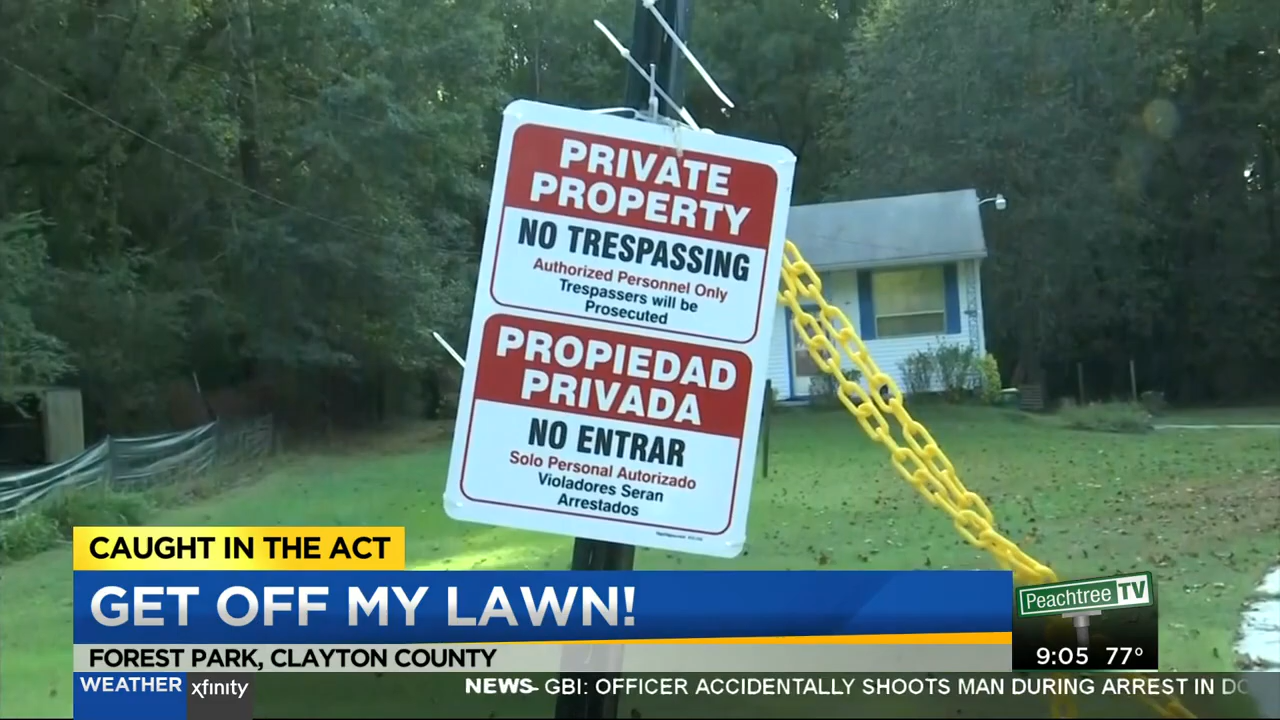 PRIVATE
PROPERTY
NO TRESPASSING
Authorized Personnel Only
Trespassers will be
Prosecuted
PROPIEDAD
PRIVADA
NO ENTRAR
Solo Personal Autorizado
Violadores Seran
Arrestados
CAUGHT IN THE ACT
GET OFF MY LAWN!
FOREST PARK, CLAYTON COUNTY
Peachtree TV
9:05 77°
WEATHER xfinity
NEWS- GBI: OFFICER ACCIDENTALLY SHOOTS MAN DURING ARREST IN